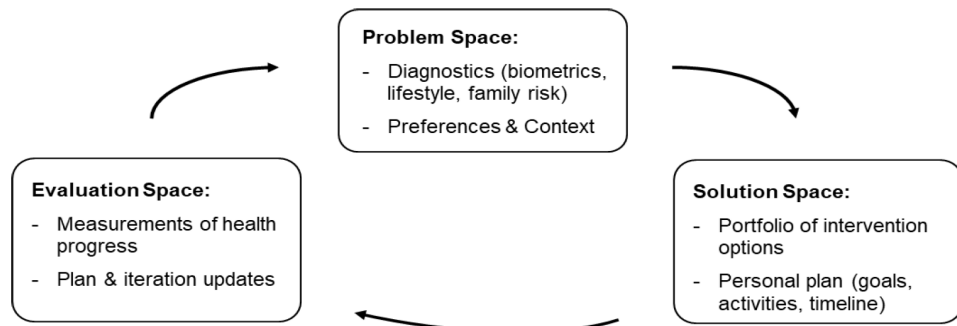 Problem Space:
- Diagnostics (biometrics,
lifestyle, family risk)
- Preferences & Context
Evaluation Space:
- Measurements of health
progress
- Plan & iteration updates
Solution Space:
- Portfolio of intervention
options
- Personal plan (goals,
activities, timeline)